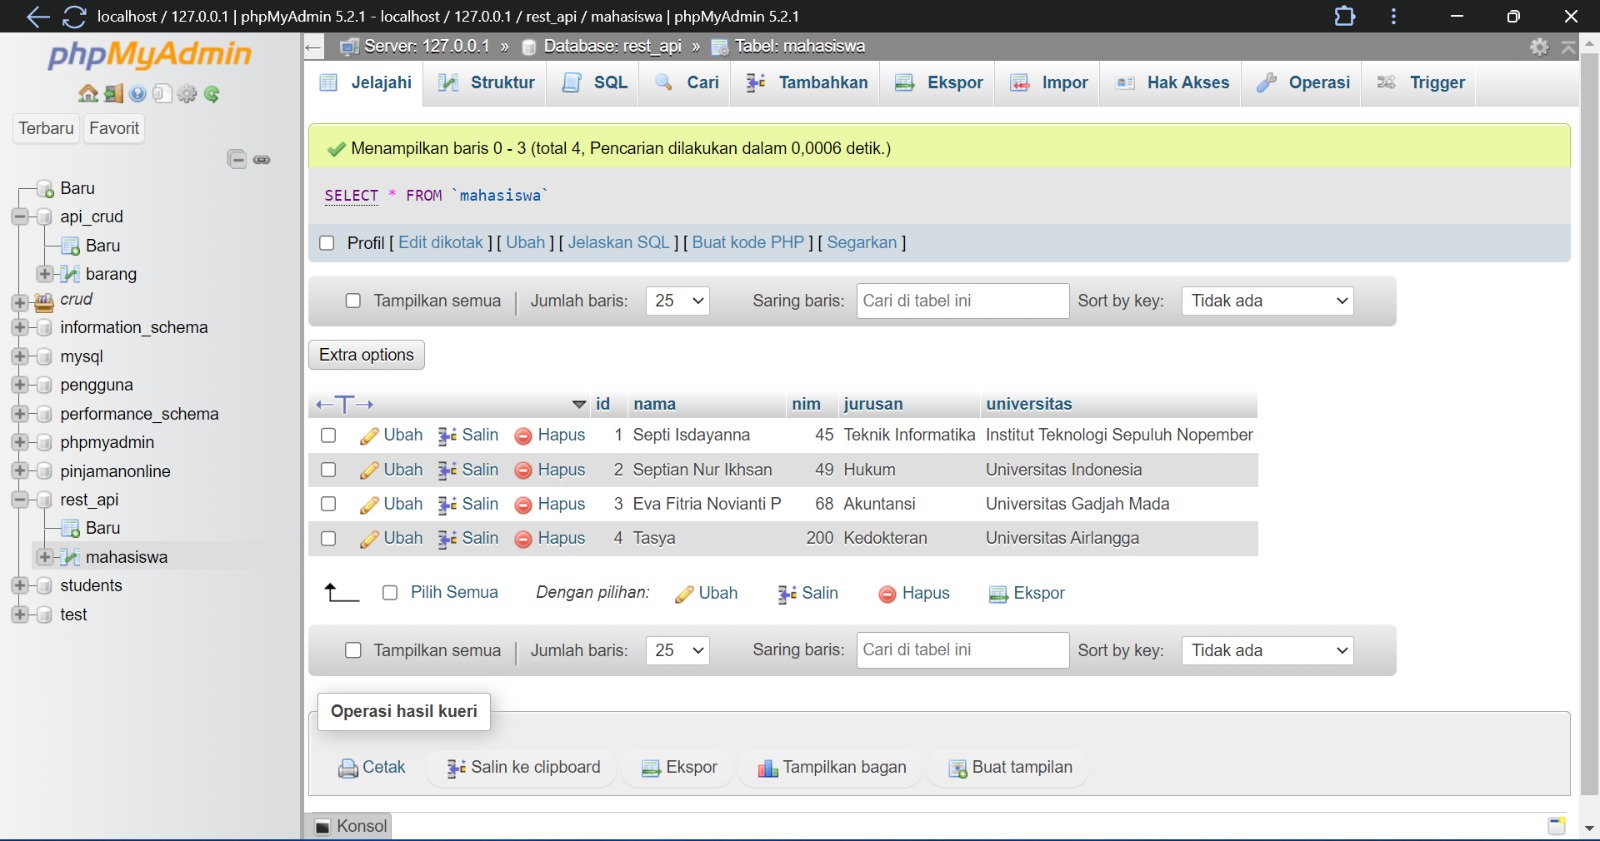 localhost / 127.0.0.1 | phpMyAdmin 5.2.1 - localhost / 127.0.0.1 / rest_api / mahasiswa | phpMyAdmin 5.2.1
phpMyAdmin
Terbaru Favorit
Baru
api_crud
Baru
barang
crud
information_schema
mysql
pengguna
performance_schema
phpmyadmin
pinjamanonline
rest_api
Baru
mahasiswa
students
test
Server: 127.0.0.1 » Database: rest_api » Tabel: mahasiswa
Jelajahi Struktur SQL Cari Tambahkan Ekspor Impor Hak Akses Operasi Trigger
Menampilkan baris 0 - 3 (total 4, Pencarian dilakukan dalam 0,0006 detik.)
SELECT * FROM `mahasiswa`
Profil [ Edit dikotak ] [ Ubah ] [ Jelaskan SQL ] [ Buat kode PHP ] [ Segarkan ]
Tampilkan semua | Jumlah baris: 25 Saring baris: Cari di tabel ini Sort by key: Tidak ada
Extra options
id nama nim jurusan universitas
Ubah Salin Hapus 1 Septi Isdayanna 45 Teknik Informatika Institut Teknologi Sepuluh Nopember
Ubah Salin Hapus 2 Septian Nur Ikhsan 49 Hukum Universitas Indonesia
Ubah Salin Hapus 3 Eva Fitria Novianti P 68 Akuntansi Universitas Gadjah Mada
Ubah Salin Hapus 4 Tasya 200 Kedokteran Universitas Airlangga
Pilih Semua Dengan pilihan: Ubah Salin Hapus Ekspor
Tampilkan semua | Jumlah baris: 25 Saring baris: Cari di tabel ini Sort by key: Tidak ada
Operasi hasil kueri
Cetak Salin ke clipboard Ekspor Tampilkan bagan Buat tampilan
Konsol